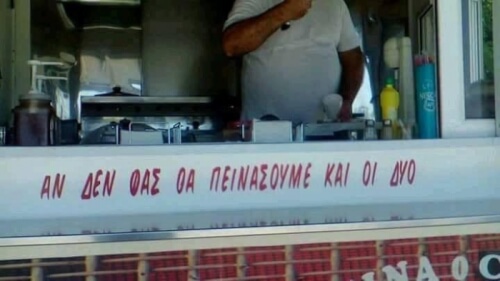 ΑΝ ΔΕΝ ΦΑΣ ΘΑ ΠΕΙΝΑΣΟΥΜΕ ΚΑΙ ΟΙ ΔΥΟ